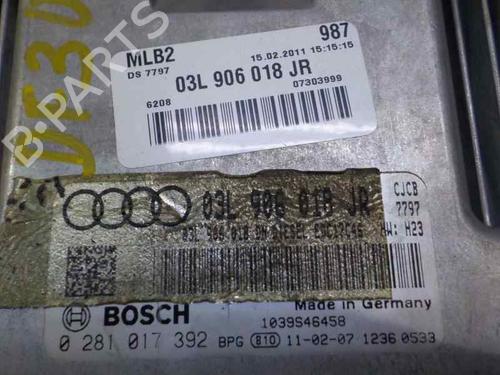 MLB2
DS 7797
987
15.02.2011 15:15:15
03L 906 018 JR
6208
07303999
B-PARTS
03L 906 018 JR
CJCB
7797
HW: H23
BOSCH
Made in Germany
1039S46458
0 281 017 392 BPG 810 11-02-07 1236 0533